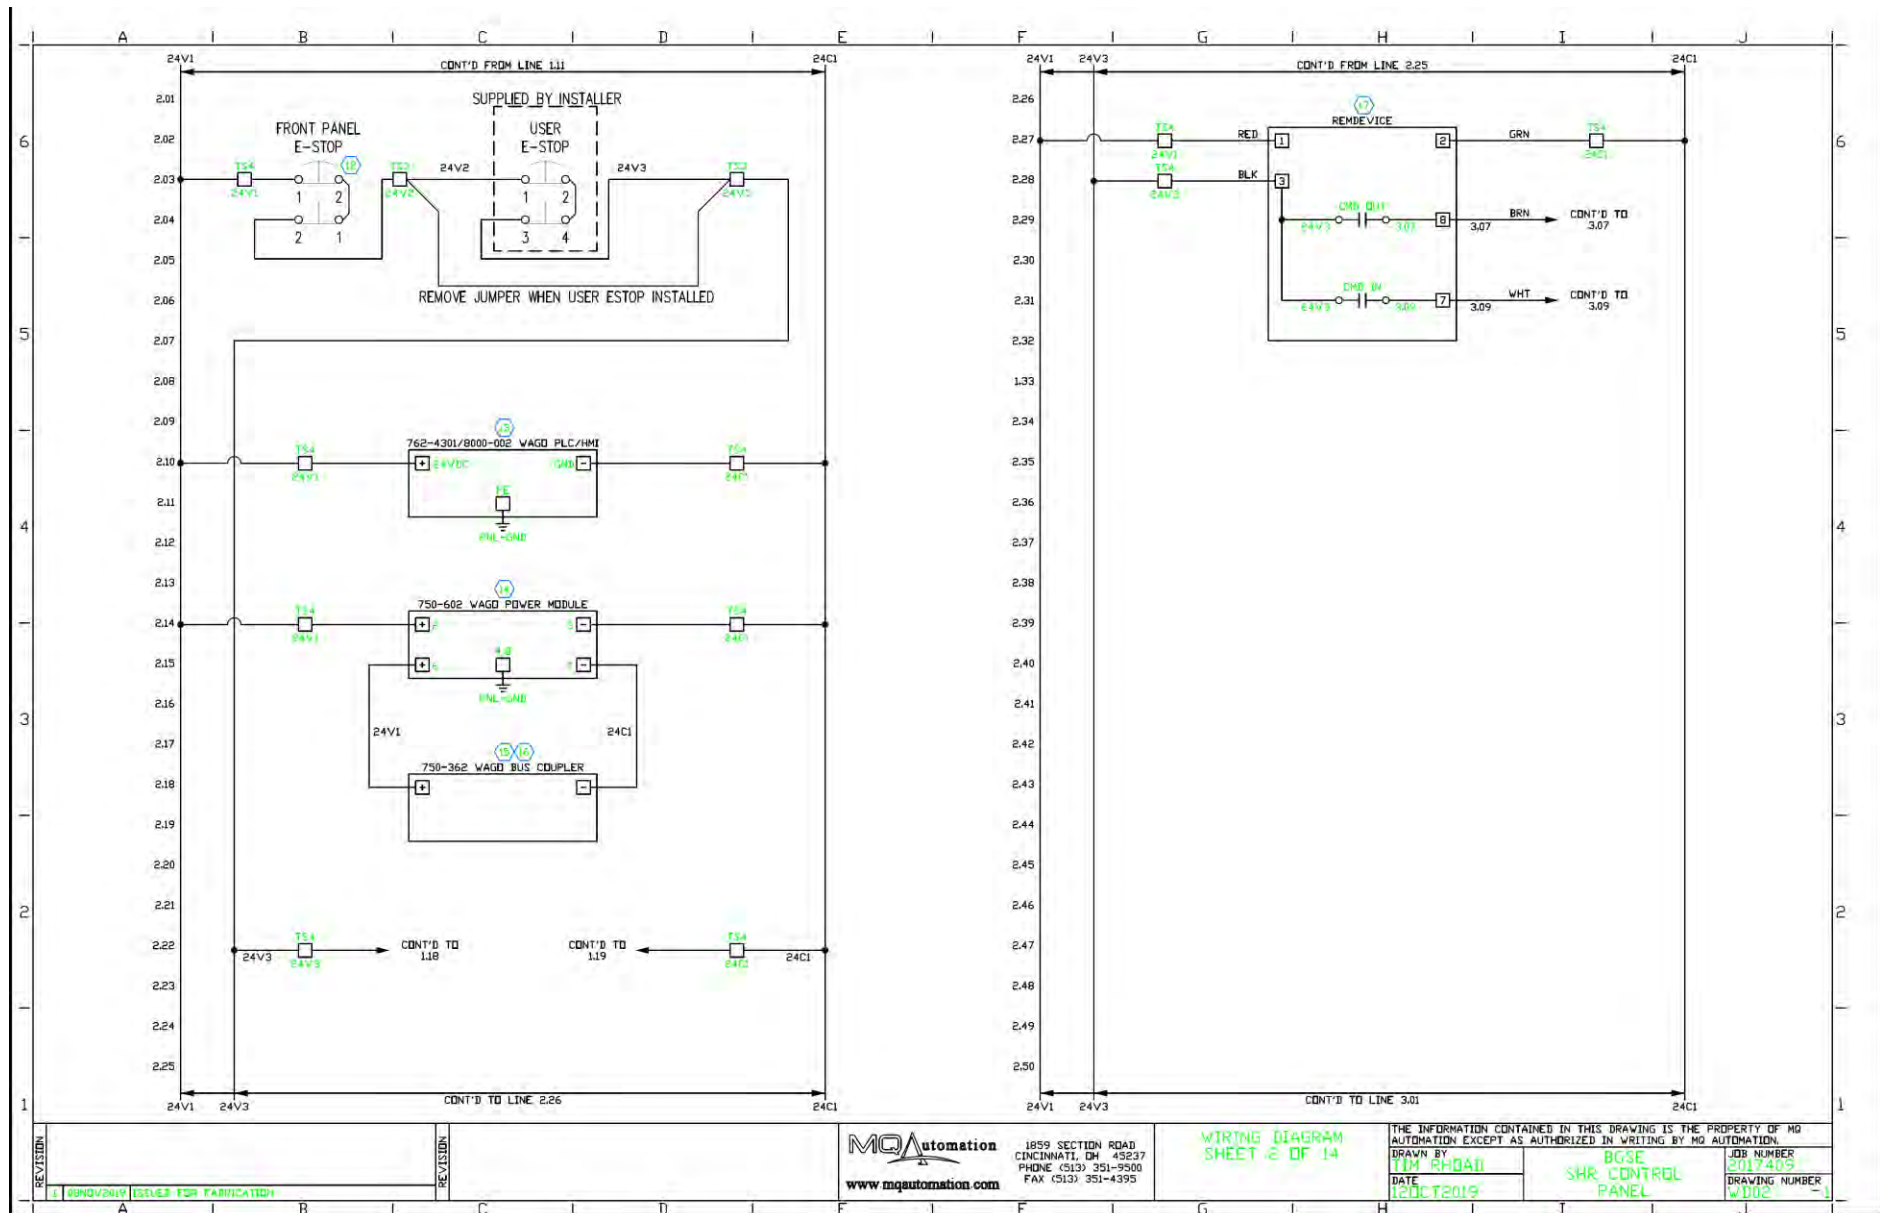 A B C D E F G H I J
24V1 24C1
CONT'D FROM LINE 1.11
2.01
SUPPLIED BY INSTALLER
FRONT PANEL
E-STOP
12
USER
E-STOP
2.02
2.03
TS4
24V1
1 2
24V2
24V2
1 2
24V3
2.04
2 1
3 4
2.05
2.06
REMOVE JUMPER WHEN USER ESTOP INSTALLED
2.07
2.08
2.09
762-4301/8000-002 WAGO PLC/HMI
2.10
TS4
24V1
+ 24VDC
GND -
TS4
24C1
2.11
PE
PNL-GND
2.12
2.13
14
750-602 WAGO POWER MODULE
2.14
TS4
24V1
+ 2
-
TS4
24C1
2.15
+ 6
-
PNL-GND
2.16
24V1
24C1
2.17
15 16
750-362 WAGO BUS COUPLER
2.18
+ -
2.19
2.20
2.21
2.22
24V3
TS4
24V3
CONT'D TO
1.18
CONT'D TO
1.19
TS4
24C1
24C1
2.23
2.24
2.25
24V1 24V3
CONT'D TO LINE 2.26
24C1
24V1 24V3
CONT'D FROM LINE 2.25
24C1
2.26
17
REMDEVICE
2.27
TS4
24V1
RED
1
2
GRN
TS4
24C1
2.28
TS4
24V3
BLK
3
2.29
CMD OUT
24V3
3.07
8
3.07
BRN
CONT'D TO
3.07
2.30
2.31
CMD IN
24V3
3.09
7
3.09
WHT
CONT'D TO
3.09
2.32
1.33
2.34
2.35
2.36
2.37
2.38
2.39
2.40
2.41
2.42
2.43
2.44
2.45
2.46
2.47
2.48
2.49
2.50
24V1 24V3
CONT'D TO LINE 3.01
24C1
6
5
4
3
2
1
6
5
4
3
2
1
REVISION
1 08NOV2019 ISSUED FOR FABRICATION
REVISION
MQ Automation
www.mqautomation.com
1859 SECTION ROAD
CINCINNATI, OH 45237
PHONE (513) 351-9500
FAX (513) 351-4395
WIRING DIAGRAM
SHEET 2 OF 14
THE INFORMATION CONTAINED IN THIS DRAWING IS THE PROPERTY OF MQ
AUTOMATION EXCEPT AS AUTHORIZED IN WRITING BY MQ AUTOMATION.
DRAWN BY
TIM RHOAD
DATE
12OCT2019
BGSE
SHR CONTROL
PANEL
JOB NUMBER
2017409
DRAWING NUMBER
WD02 -1
A B C D E F G H I J